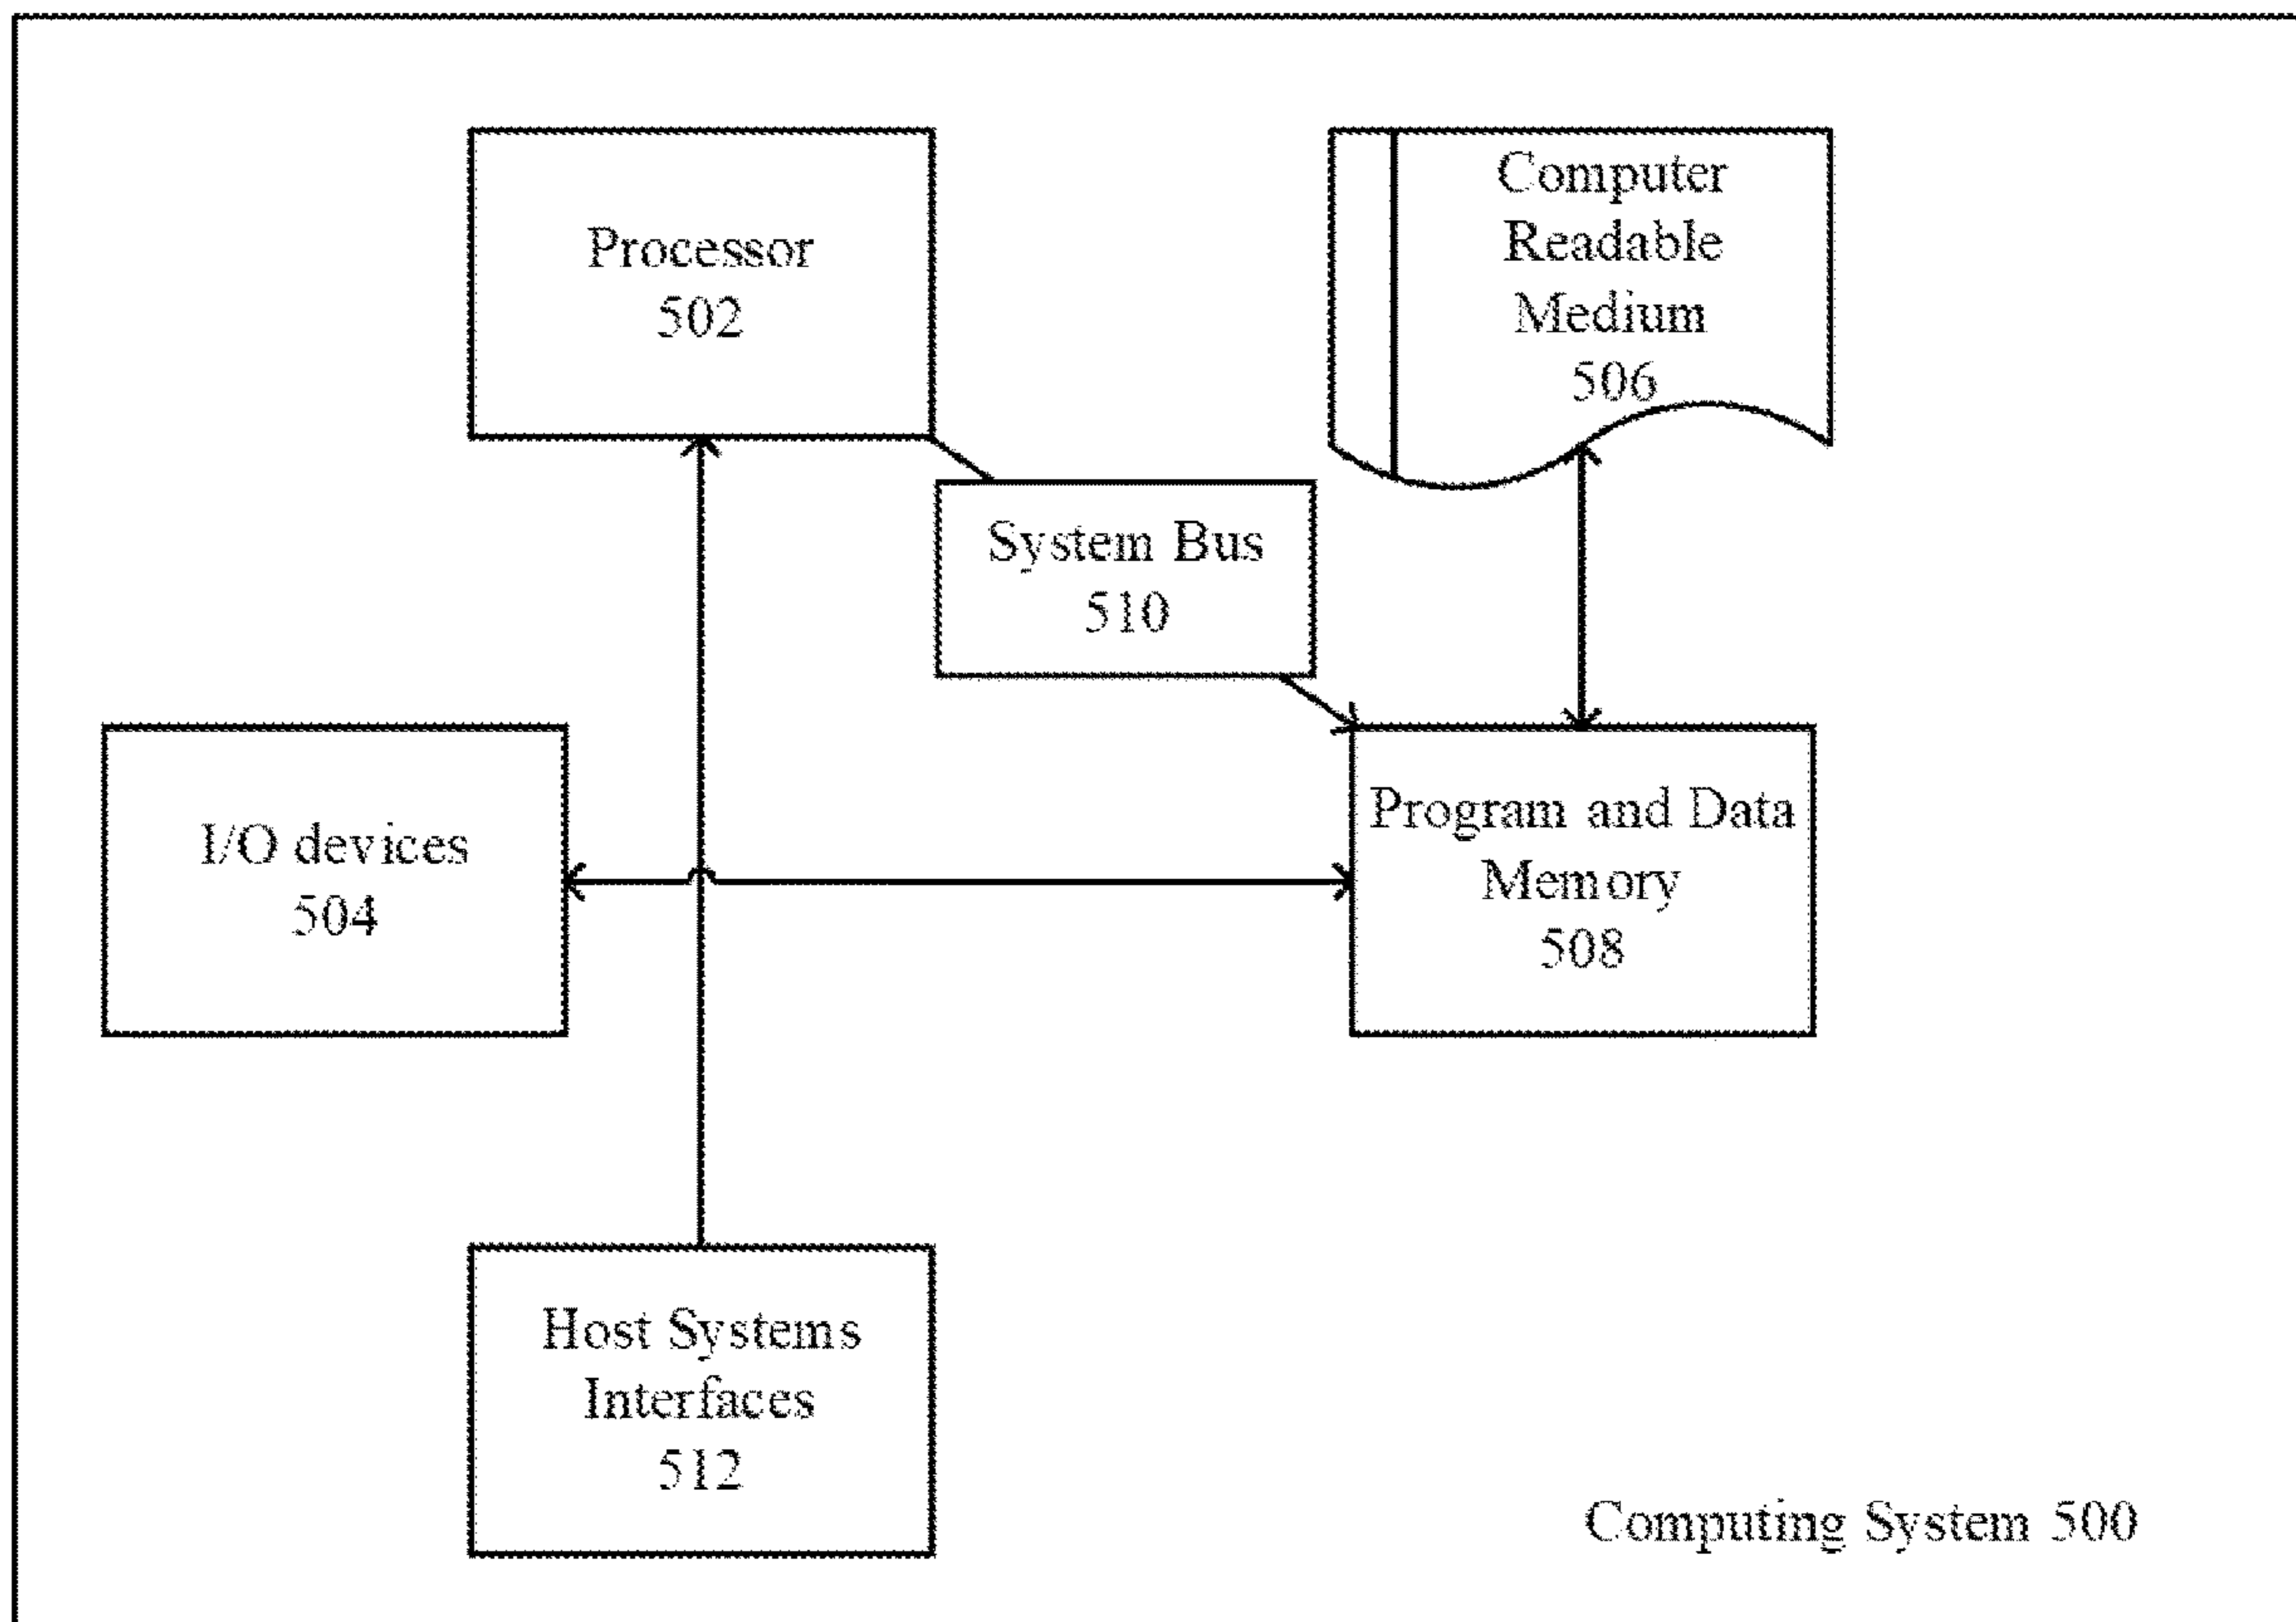 Processor
502
Computer
Readable
Medium
506
System Bus
510
I/O devices
504
Program and Data
Memory
508
Host Systems
Interfaces
512
Computing System 500